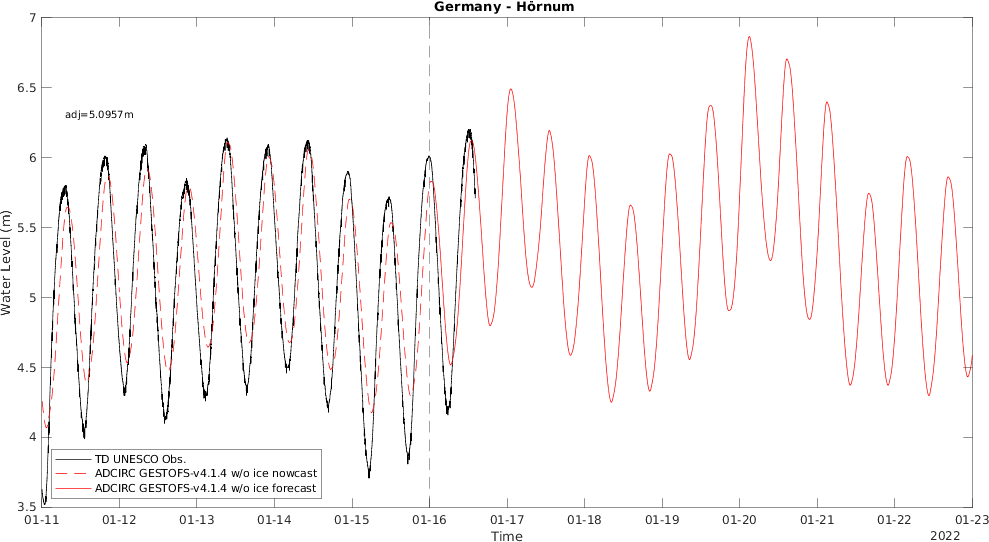 Germany - Hörnum
7
6.5
adj=5.0957m
6
5.5
Water Level (m)
5
4.5
4
TD UNESCO Obs.
ADCIRC GESTOFS-v4.1.4 w/o ice nowcast
ADCIRC GESTOFS-v4.1.4 w/o ice forecast
3.5
01-11 01-12 01-13 01-14 01-15 01-16 01-17 01-18 01-19 01-20 01-21 01-22 01-23
Time
2022